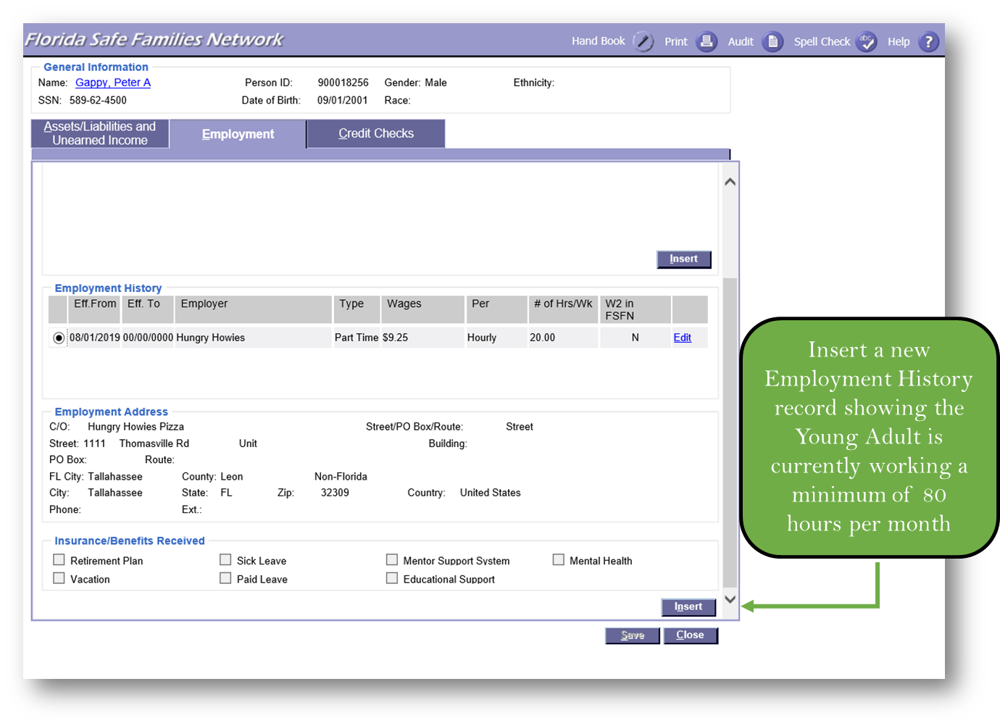 Florida Safe Families Network
Hand Book Print Audit Spell Check abc Help ?
General Information
Name: Gappy, Peter A Person ID: 900018256 Gender: Male Ethnicity:
SSN: 589-62-4500 Date of Birth: 09/01/2001 Race:
Assets/Liabilities and
Unearned Income
Employment
Credit Checks
Insert
Employment History
Eff.From Eff. To Employer Type Wages Per # of Hrs/Wk W2 in
FSFN
08/01/2019 00/00/0000 Hungry Howies Part Time $9.25 Hourly 20.00 N Edit
Employment Address
C/O: Hungry Howies Pizza Street/PO Box/Route: Street
Street: 1111 Thomasville Rd Unit Building:
PO Box: Route:
FL City: Tallahassee County: Leon Non-Florida
City: Tallahassee State: FL Zip: 32309 Country: United States
Phone: Ext.:
Insurance/Benefits Received
Retirement Plan Sick Leave Mentor Support System Mental Health
Vacation Paid Leave Educational Support
Insert
Save Close
Insert a new
Employment History
record showing the
Young Adult is
currently working a
minimum of 80
hours per month